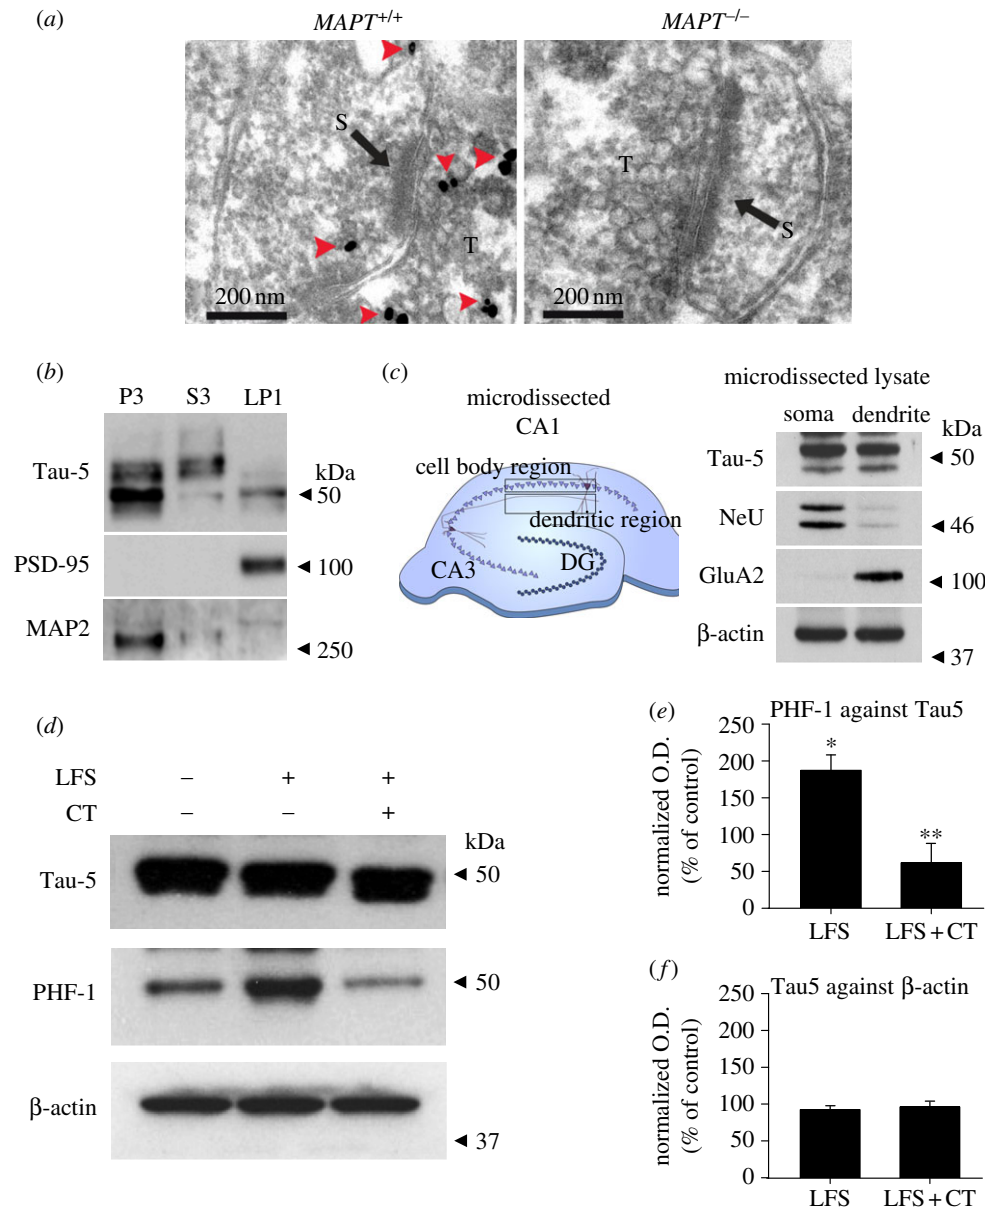 (a)
MAPT+/+
MAPT–/–
S
T
200 nm
T
S
200 nm
(b)
P3 S3 LP1
Tau-5
kDa
50
PSD-95
100
MAP2
250
(c)
microdissected
CA1
cell body region
dendritic region
CA3
DG
microdissected lysate
soma dendrite
kDa
Tau-5
50
NeU
46
GluA2
100
β-actin
37
(d)
LFS – + +
CT – – +
kDa
Tau-5
50
PHF-1
50
β-actin
37
(e)
PHF-1 against Tau5
normalized O.D.
(% of control)
250
200
150
100
50
0
*
**
LFS LFS + CT
(f)
Tau5 against β-actin
normalized O.D.
(% of control)
250
200
150
100
50
0
LFS LFS + CT